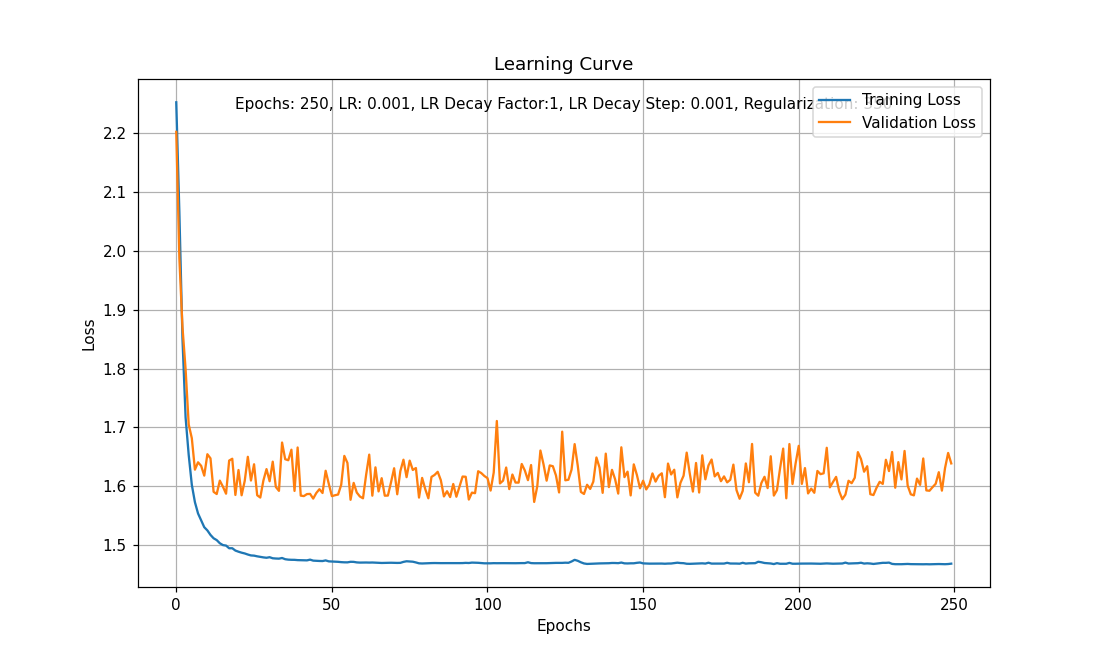 Learning Curve
Epochs: 250, LR: 0.001, LR Decay Factor:1, LR Decay Step: 0.001, Regularization:
Training Loss
Validation Loss
2.2
2.1
2.0
1.9
1.8
1.7
1.6
1.5
Loss
0 50 100 150 200 250
Epochs